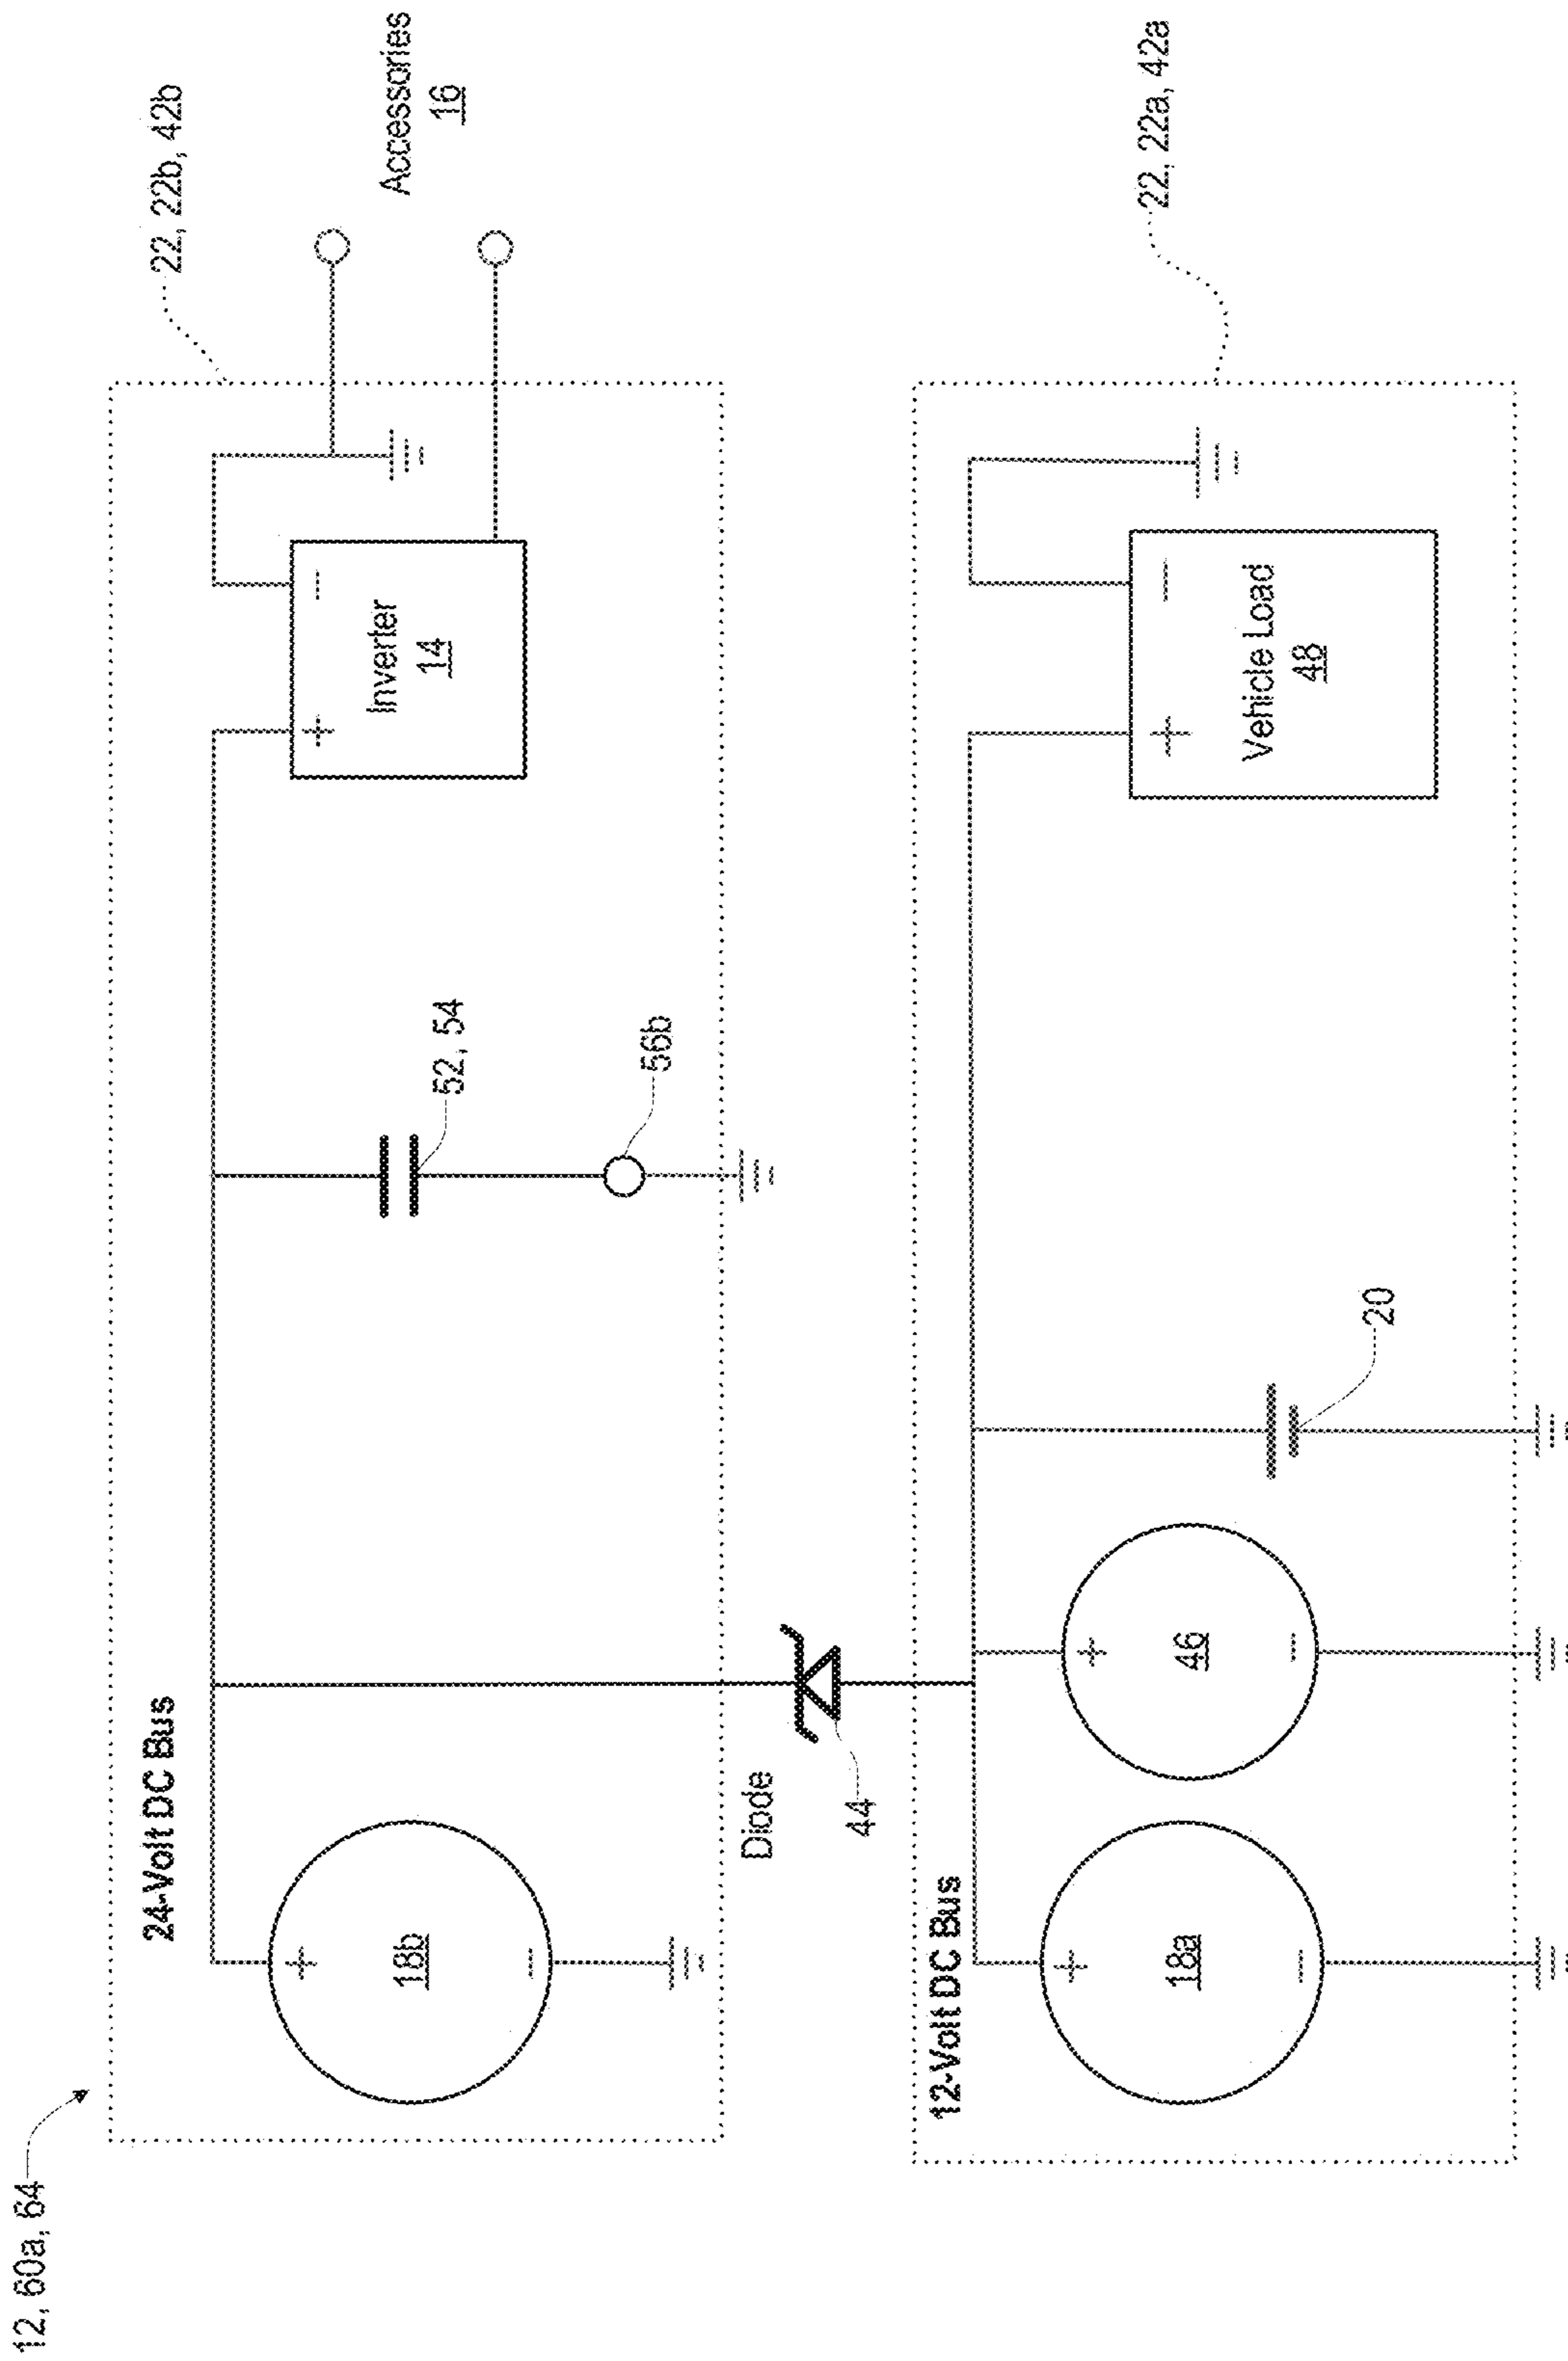 12, 60a, 64
24-Volt DC Bus
22, 22b, 42b
+
18b
−
52, 54
56b
+ −
Inverter
14
Accessories
16
Diode
44
12-Volt DC Bus
22, 22a, 42a
+
18a
−
+
46
−
20
+ −
Vehicle Load
48